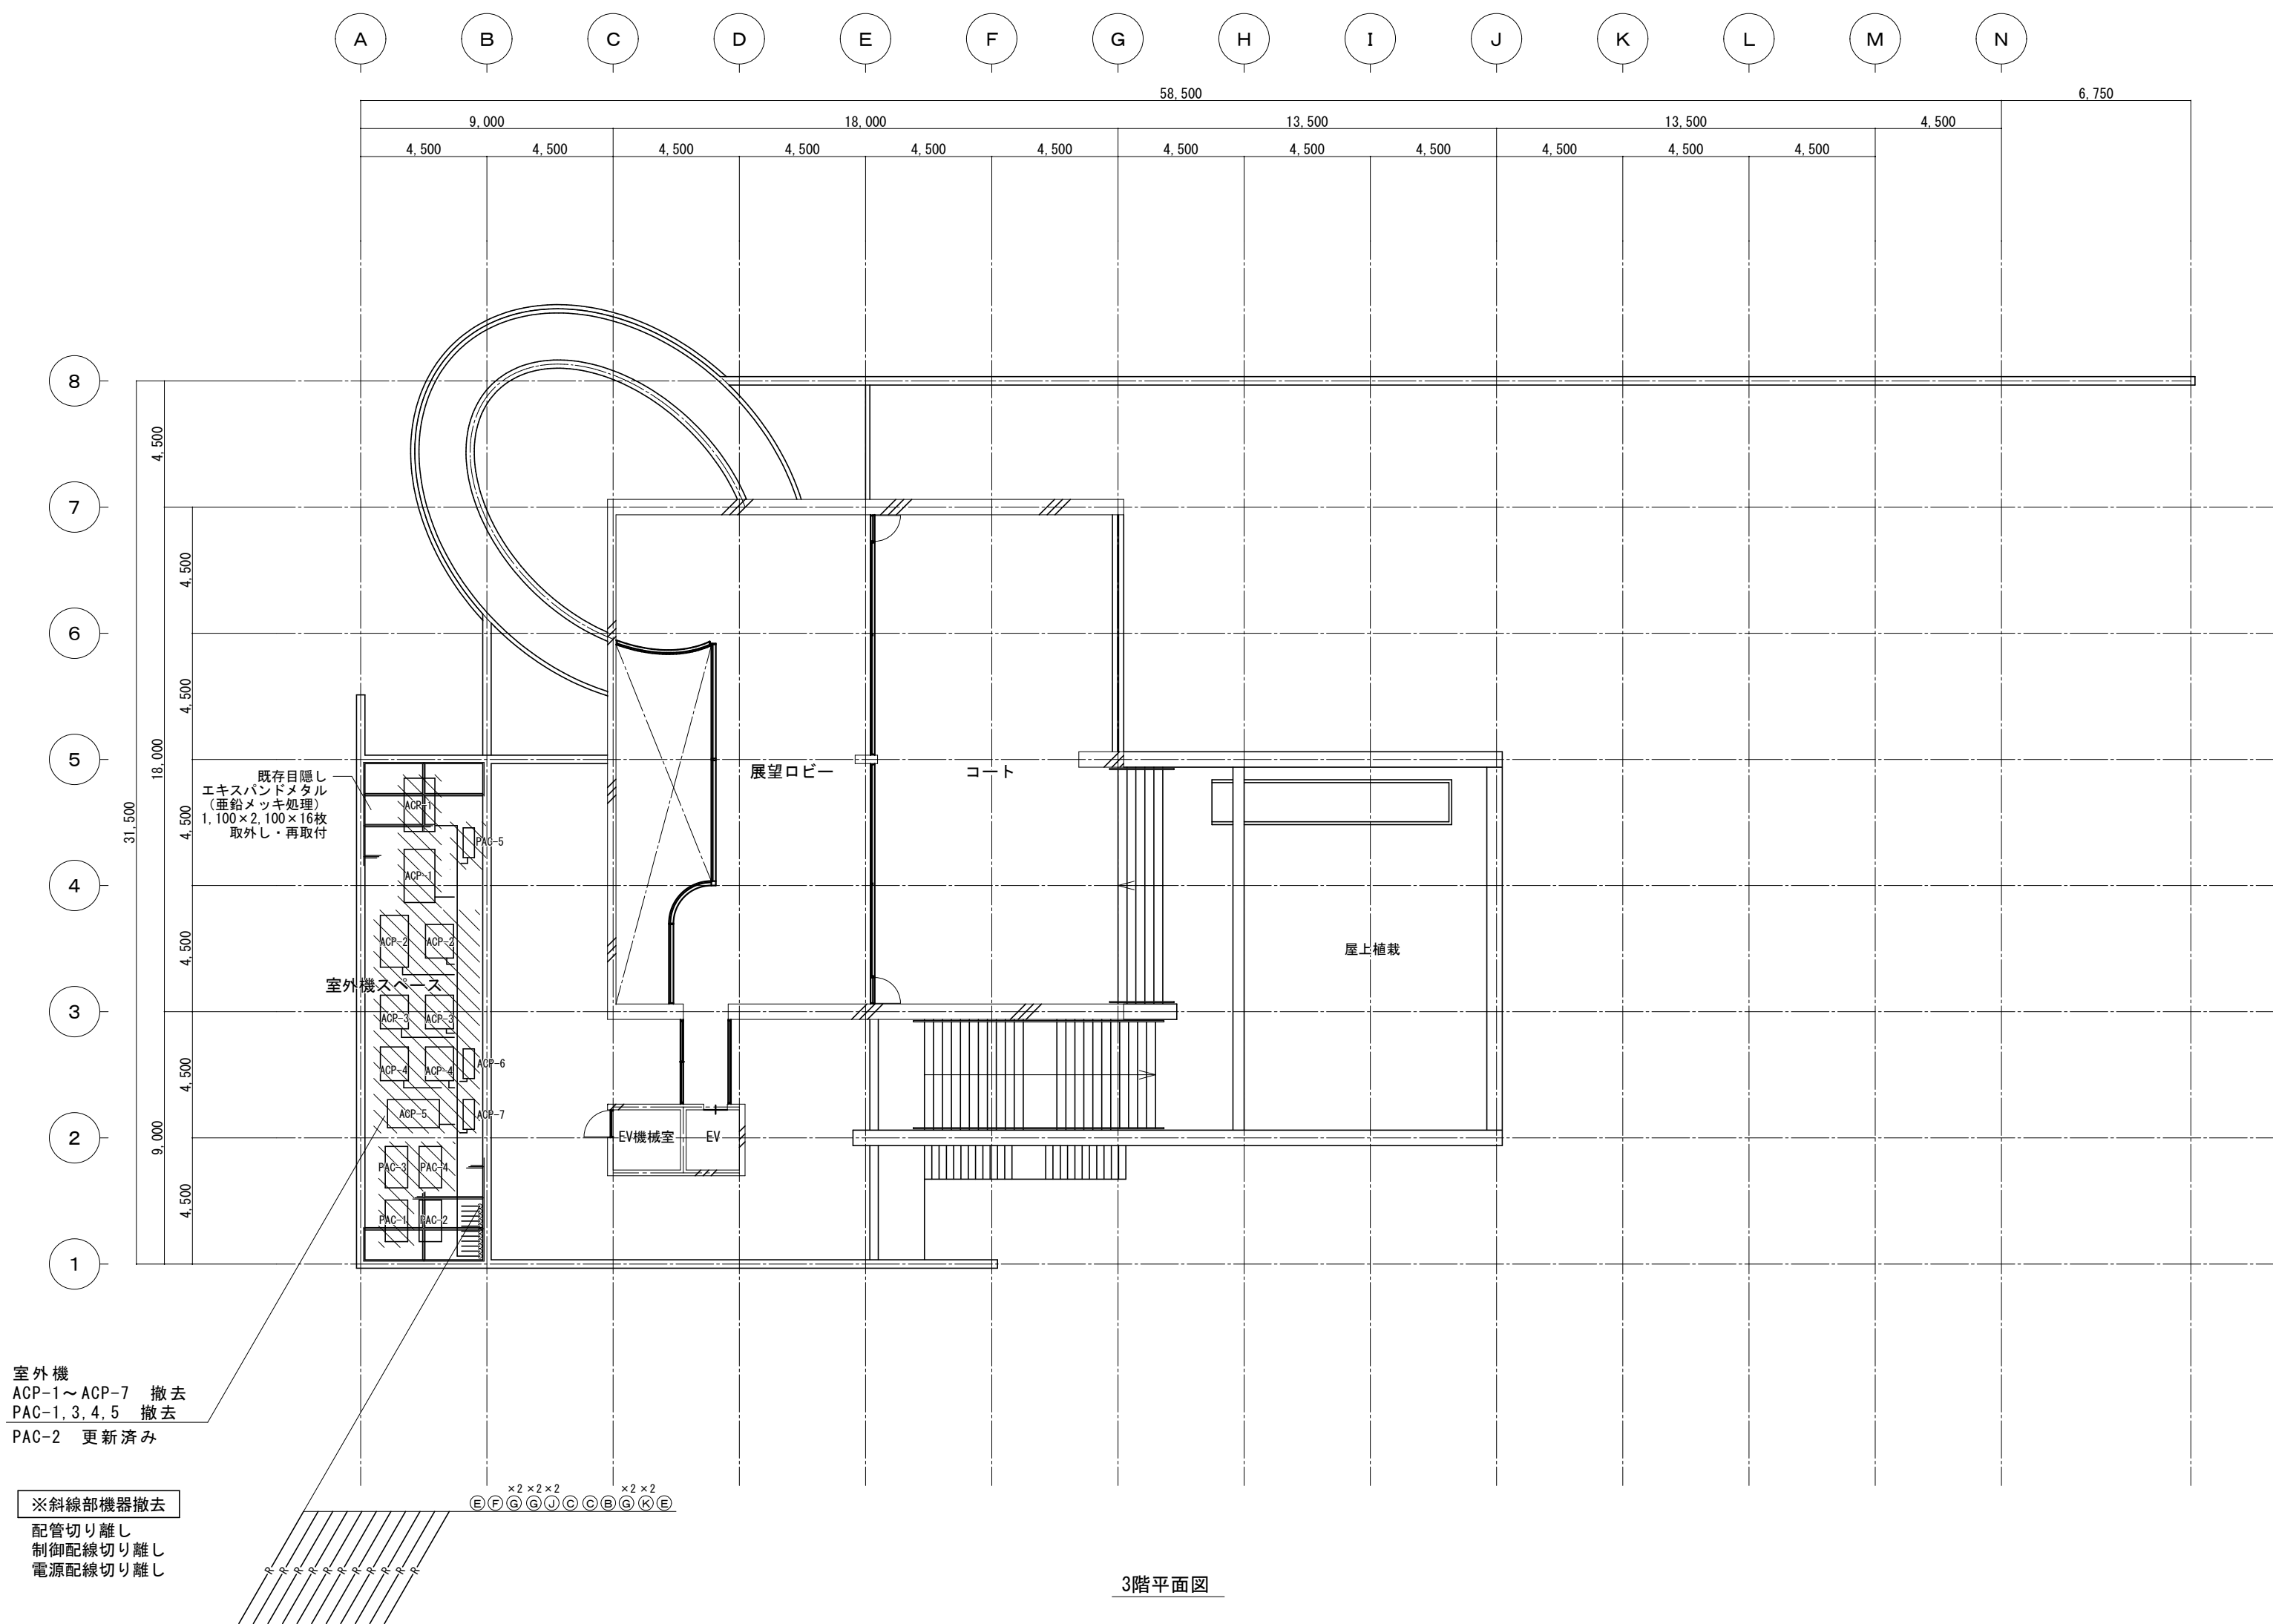 A B C D E F G H I J K L M N
58,500 6,750
9,000 18,000 13,500 13,500 4,500
4,500 4,500 4,500 4,500 4,500 4,500 4,500 4,500 4,500 4,500 4,500 4,500
8
4,500
7
4,500
6
4,500
5
18,000
31,500
既存目隠し
エキスパンドメタル
(亜鉛メッキ処理)
1,100×2,100×16枚
取外し・再取付
4,500
ACP-1
PAC-5
展望ロビー
コート
ACP-1
4
4,500
ACP-2 ACP-2
屋上植栽
室外機スペース
3
ACP-3 ACP-3
4,500
ACP-4 ACP-4
ACP-6
ACP-5
ACP-7
2
9,000
EV機械室 EV
PAC-3 PAC-4
4,500
PAC-1 PAC-2
1
室外機
ACP-1～ACP-7 撤去
PAC-1,3,4,5 撤去
PAC-2 更新済み
※斜線部機器撤去
配管切り離し
制御配線切り離し
電源配線切り離し
×2 ×2 ×2 ×2 ×2
E F G G J C C B G K E
R R R R R R R R R R R
3階平面図